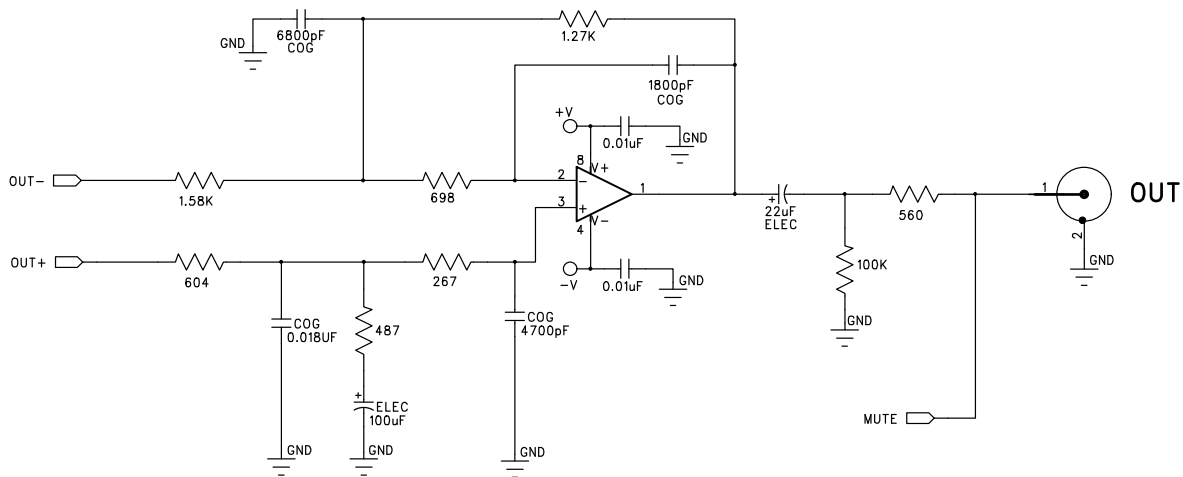 GND
6800pF
COG
1.27K
1800pF
COG
+V
0.01uF
GND
OUT-
1.58K
698
2
-
8
V+
3
+
4
V-
1
+
22uF
ELEC
560
1
OUT
2
GND
OUT+
604
267
-V
0.01uF
GND
100K
GND
COG
0.018UF
487
COG
4700pF
+
ELEC
100uF
MUTE
GND
GND
GND